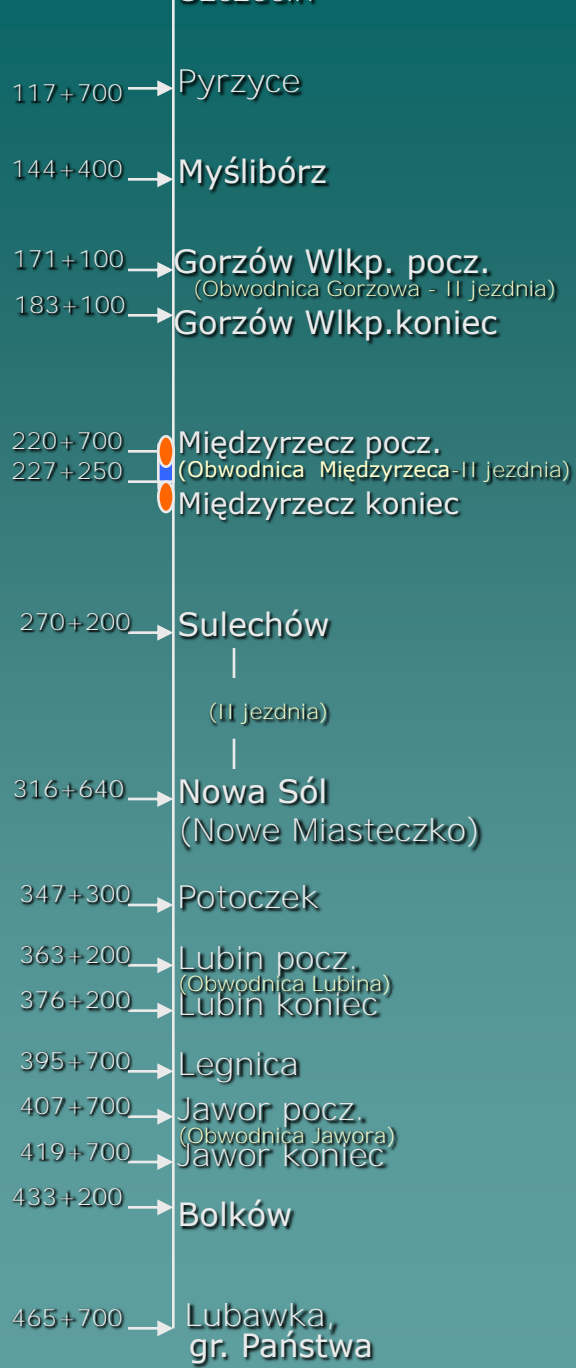 117+700 Pyrzyce
144+400 Myślibórz
171+100 Gorzów Wlkp. pocz.
(Obwodnica Gorzowa - II jezdnia)
183+100 Gorzów Wlkp.koniec
220+700 Międzyrzecz pocz.
227+250 (Obwodnica Międzyrzeca-II jezdnia)
Międzyrzecz koniec
270+200 Sulechów
(II jezdnia)
316+640 Nowa Sól
(Nowe Miasteczko)
347+300 Potoczek
363+200 Lubin pocz.
(Obwodnica Lubina)
376+200 Lubin koniec
395+700 Legnica
407+700 Jawor pocz.
(Obwodnica Jawora)
419+700 Jawor koniec
433+200 Bolków
465+700 Lubawka,
gr. Państwa